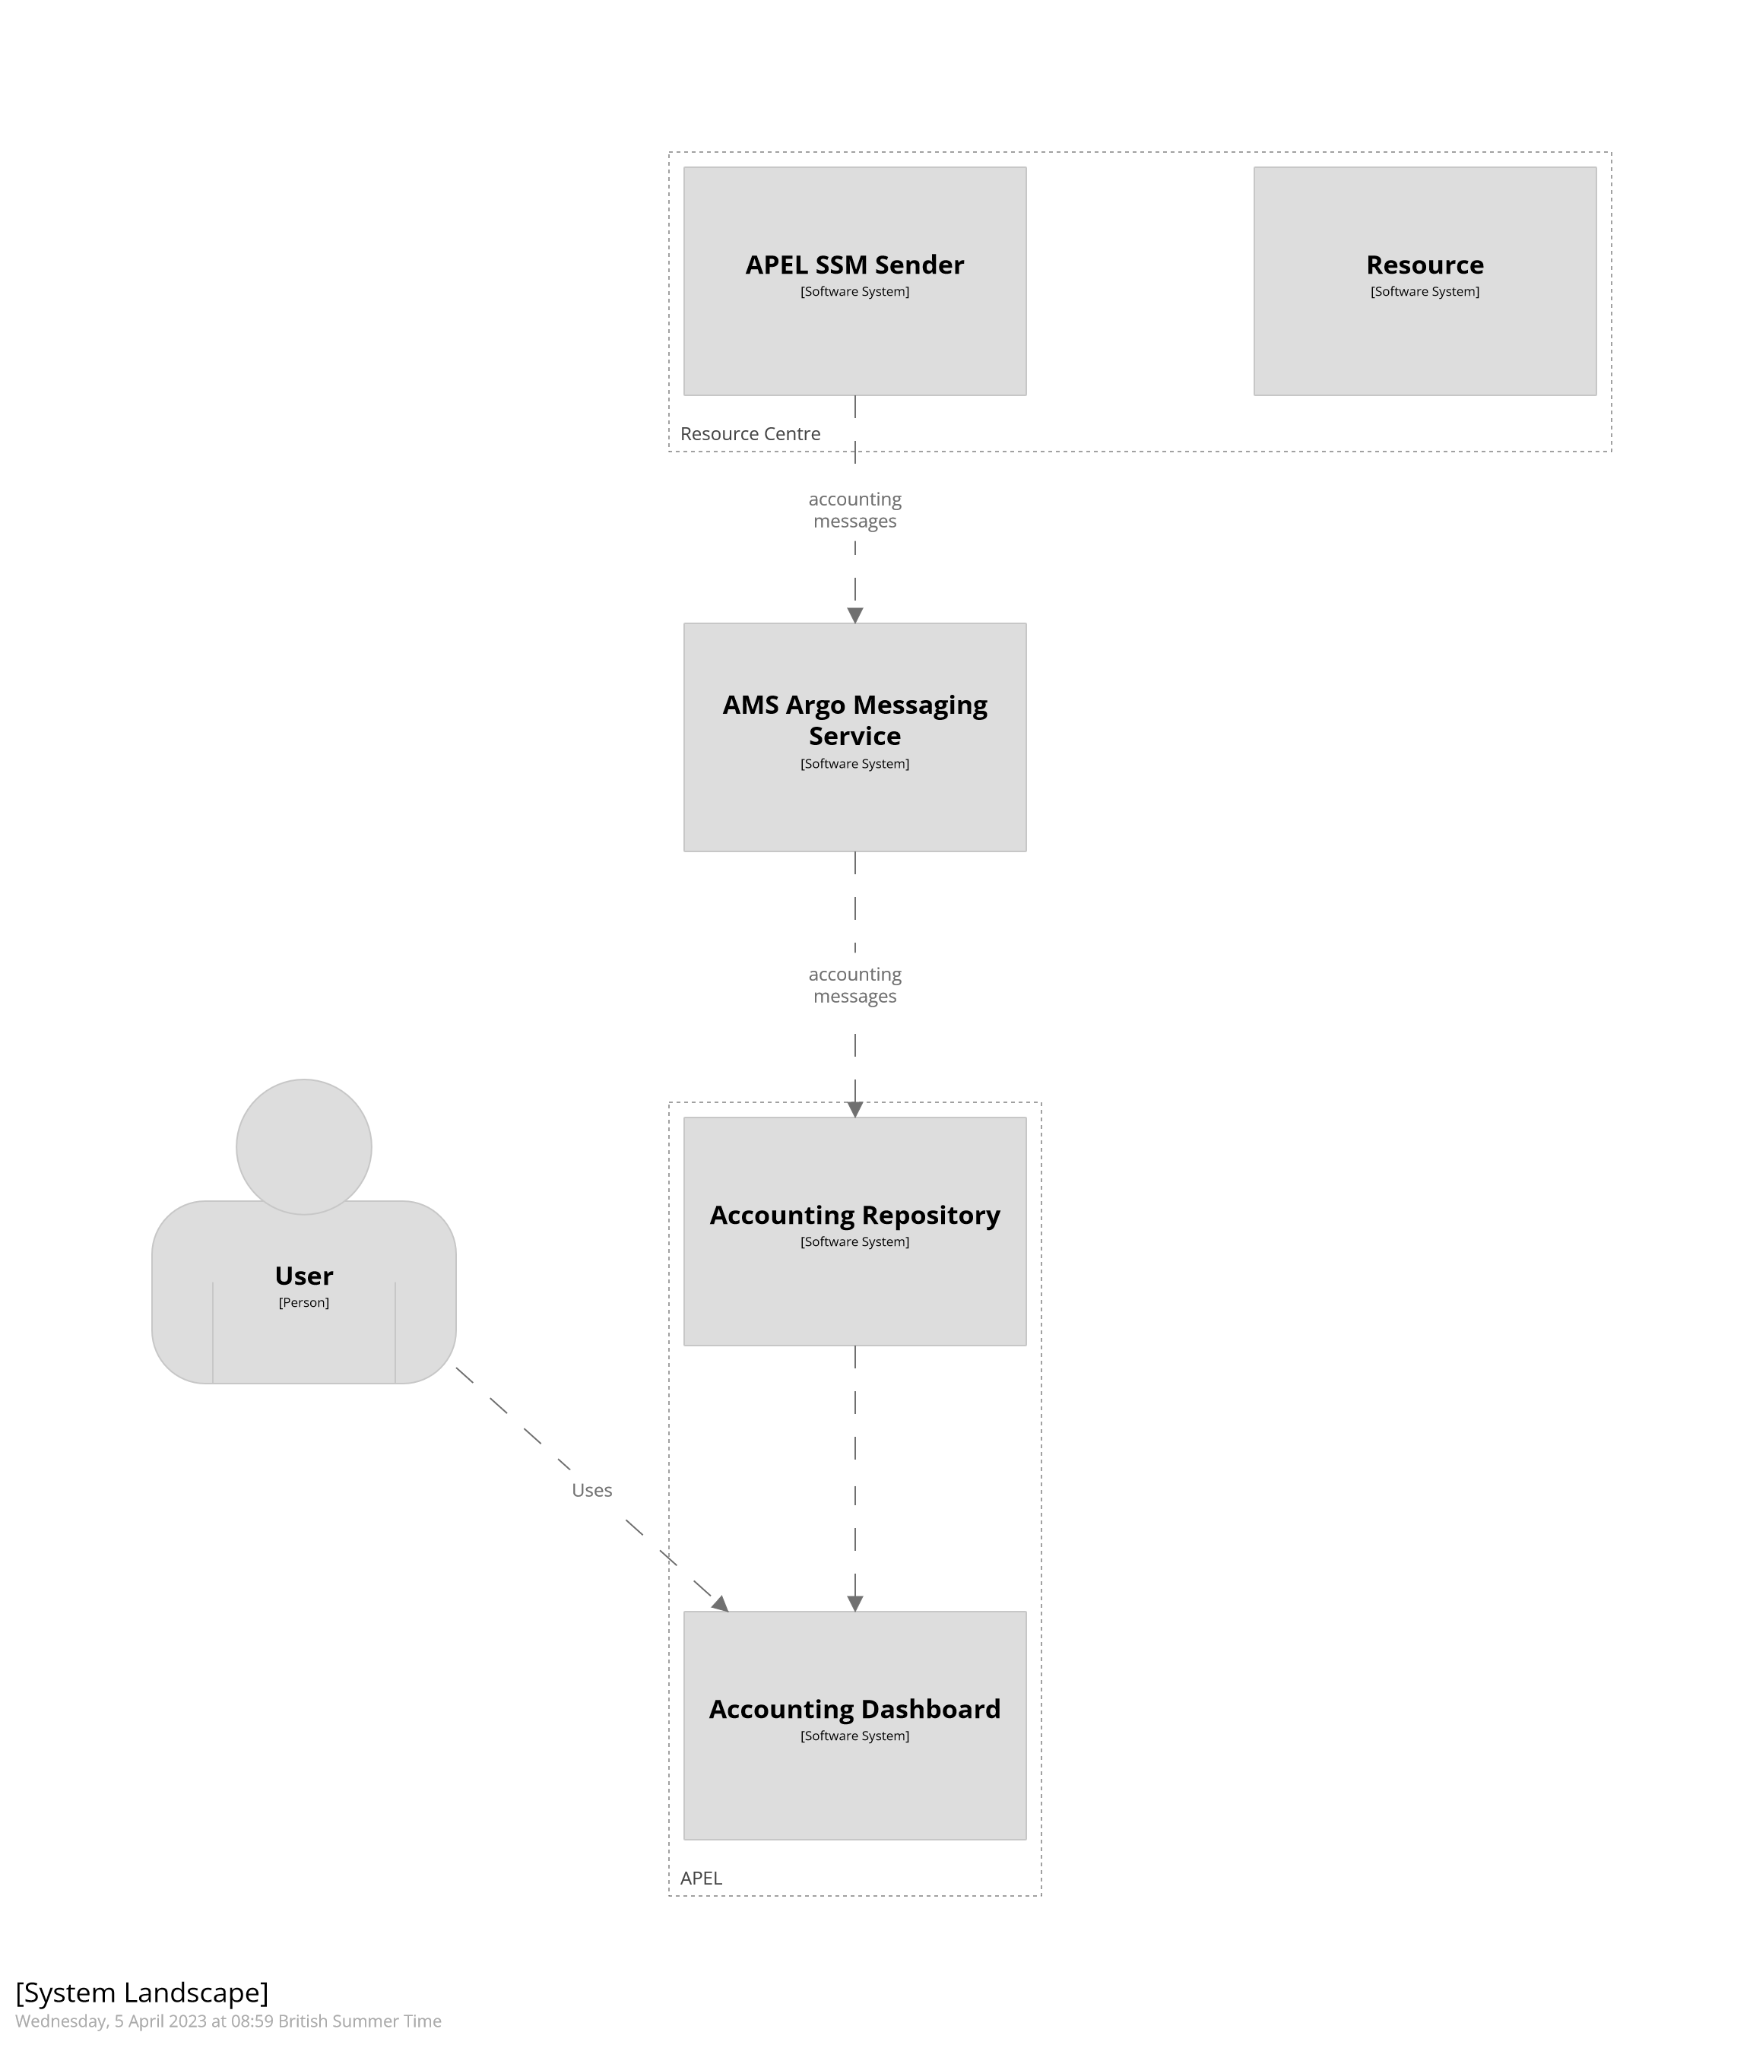 APEL SSM Sender
[Software System]
Resource
[Software System]
Resource Centre
accounting
messages
AMS Argo Messaging
Service
[Software System]
accounting
messages
Accounting Repository
[Software System]
User
[Person]
Uses
Accounting Dashboard
[Software System]
APEL
[System Landscape]
Wednesday, 5 April 2023 at 08:59 British Summer Time